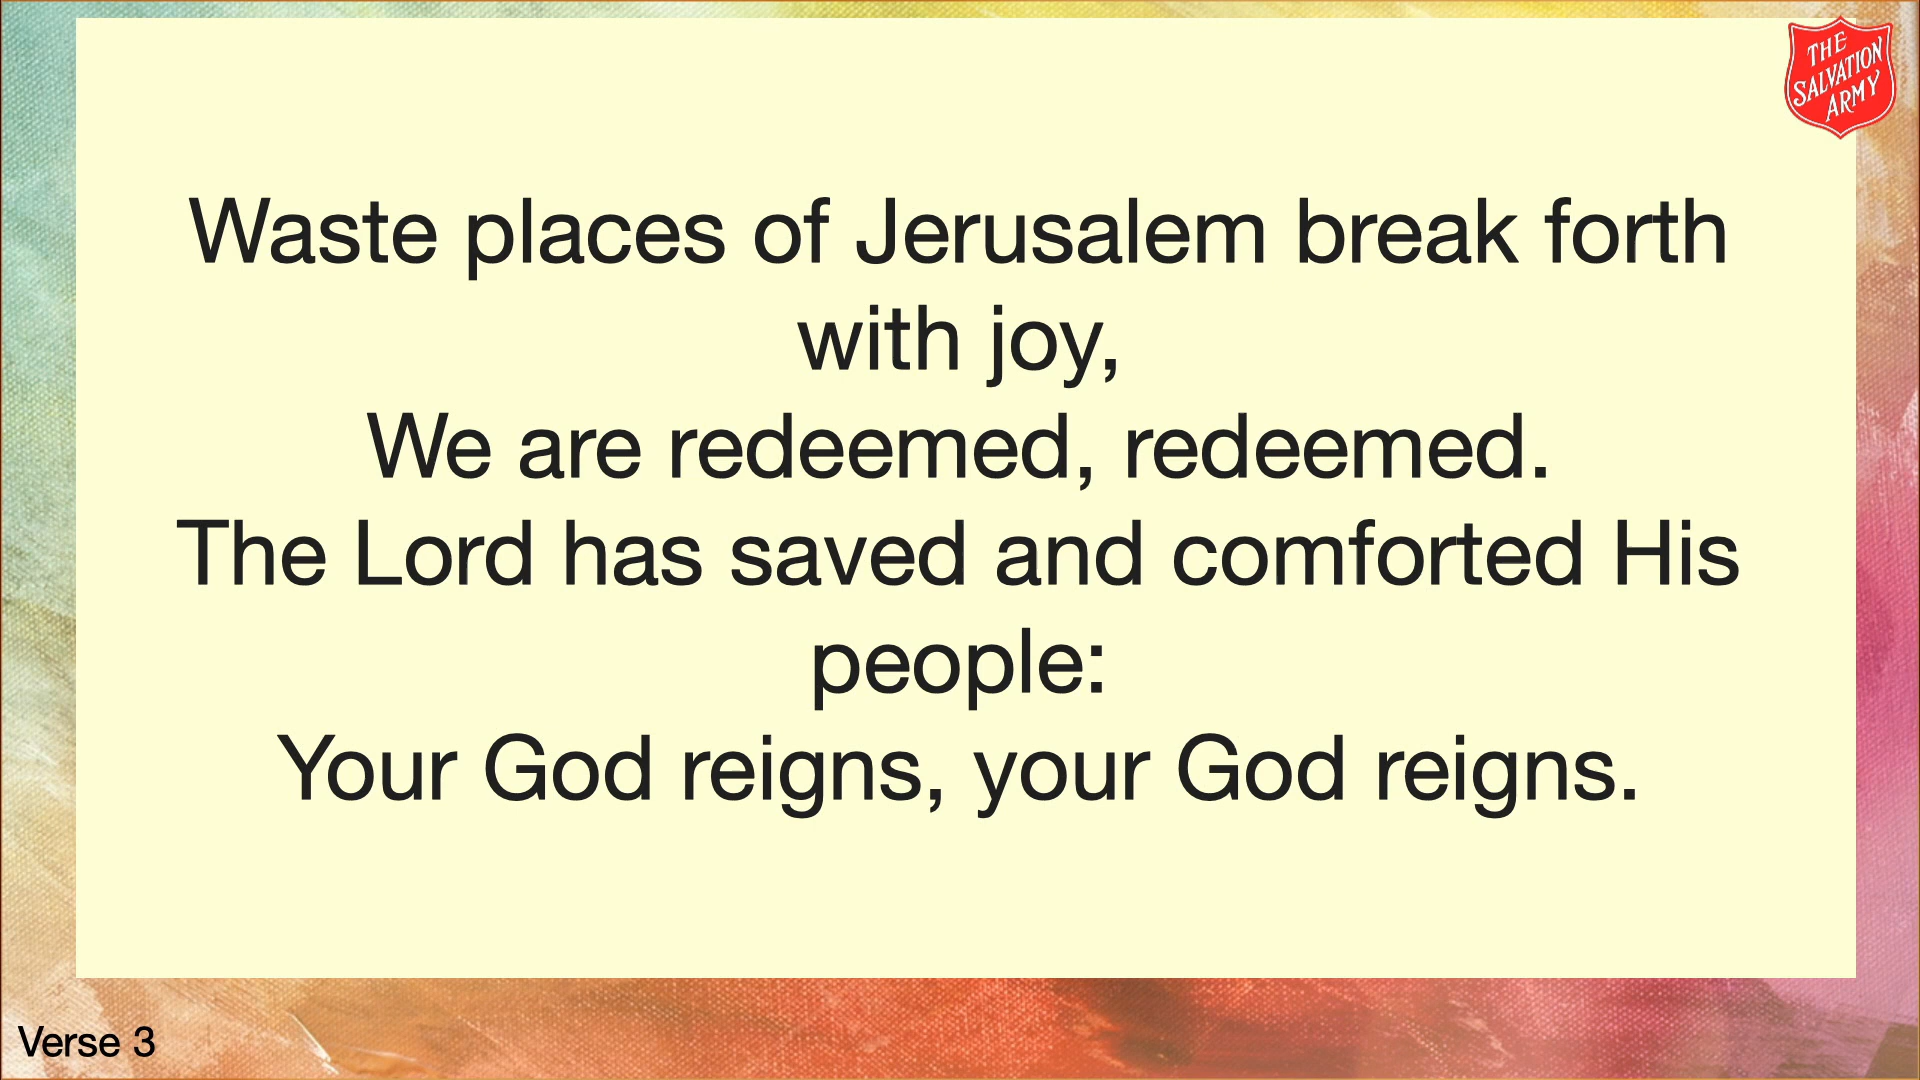 THE
SALVATION
ARMY
Waste places of Jerusalem break forth
with joy,
We are redeemed, redeemed.
The Lord has saved and comforted His
people:
Your God reigns, your God reigns.
Verse 3